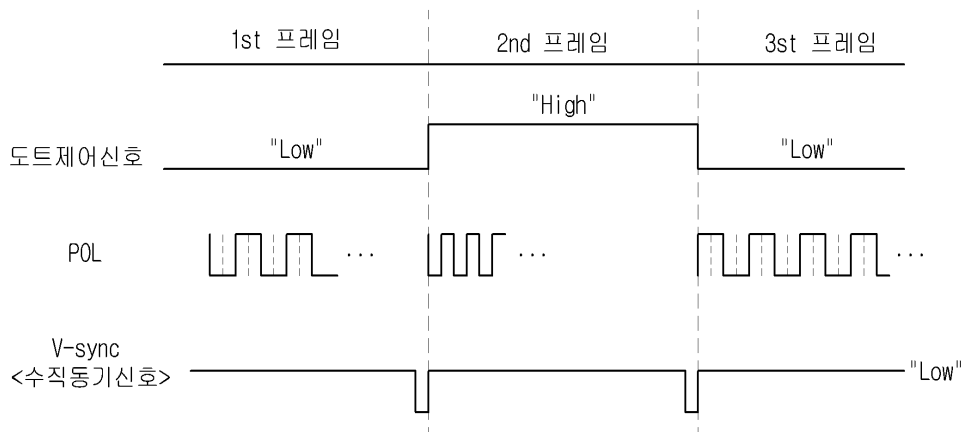 1st 프레임 2nd 프레임 3st 프레임
"High"
도트제어신호 "Low" "Low"
POL ... ... ...
V-sync
<수직동기신호> "Low"